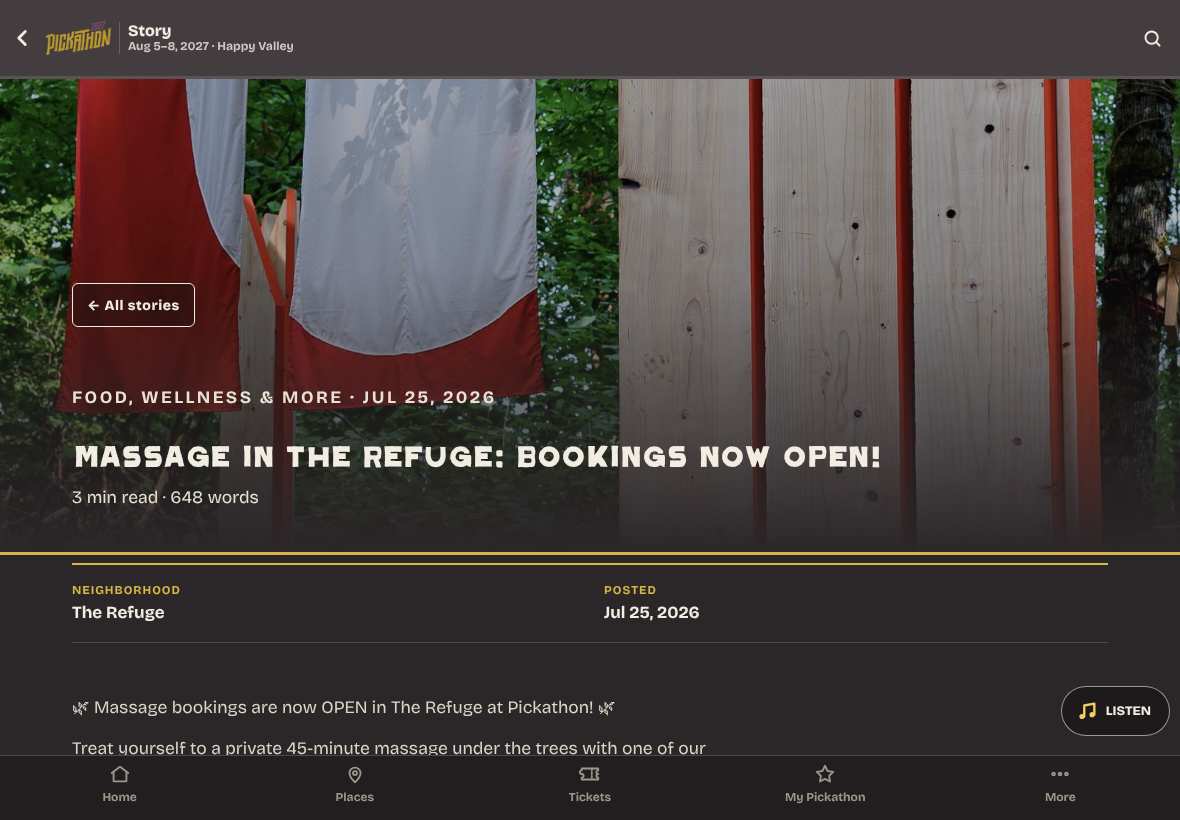 PICKATHON
Story
Aug 5–8, 2027 · Happy Valley
← All stories
FOOD, WELLNESS & MORE · JUL 25, 2026
MASSAGE IN THE REFUGE: BOOKINGS NOW OPEN!
3 min read · 648 words
NEIGHBORHOOD
The Refuge
POSTED
Jul 25, 2026
🌿 Massage bookings are now OPEN in The Refuge at Pickathon! 🌿
LISTEN
Treat yourself to a private 45-minute massage under the trees with one of our
Home
Places
Tickets
My Pickathon
More